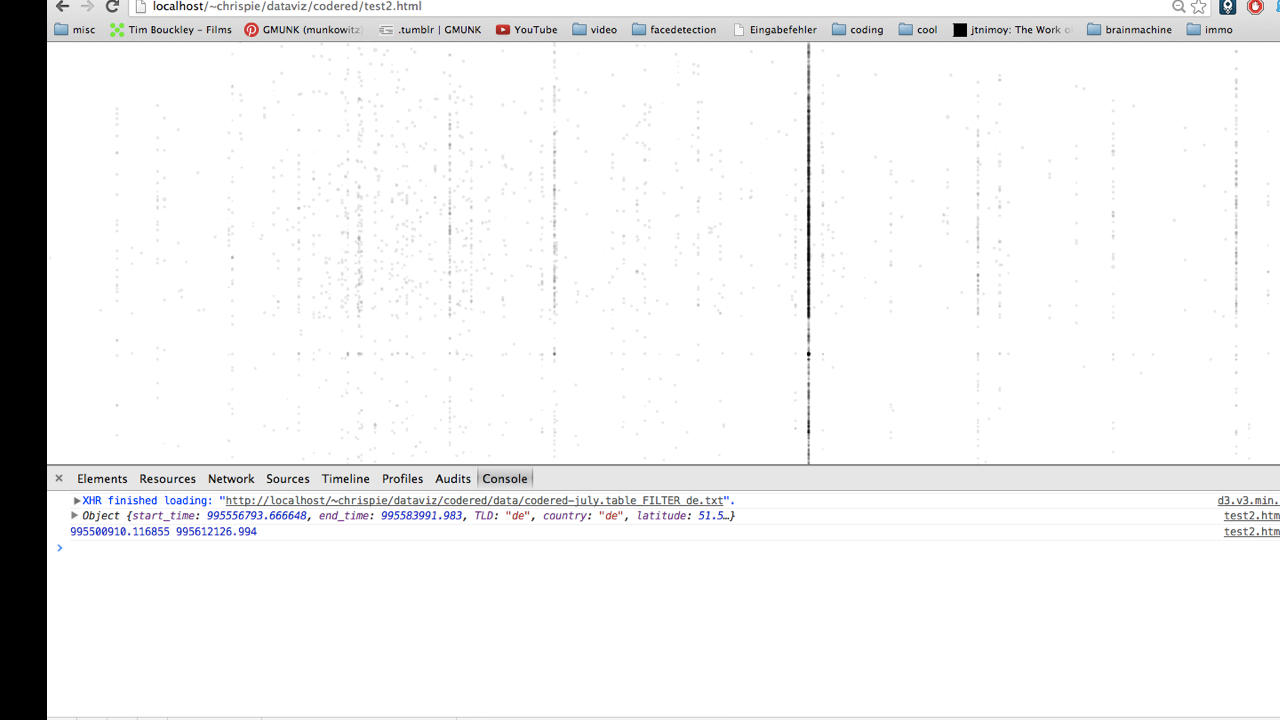 localhost/~chrispie/dataviz/codered/test2.html
misc Tim Bouckley – Films GMUNK (munkowitz .tumblr | GMUNK YouTube video facedetection Eingabefehler coding cool jtnimoy: The Work of brainmachine immo
× Elements Resources Network Sources Timeline Profiles Audits Console
XHR finished loading: "http://localhost/~chrispie/dataviz/codered/data/codered-july.table_FILTER_de.txt". d3.v3.min.
Object {start_time: 995556793.666648, end_time: 995583991.983, TLD: "de", country: "de", latitude: 51.5…} test2.htm
995500910.116855 995612126.994 test2.htm
>